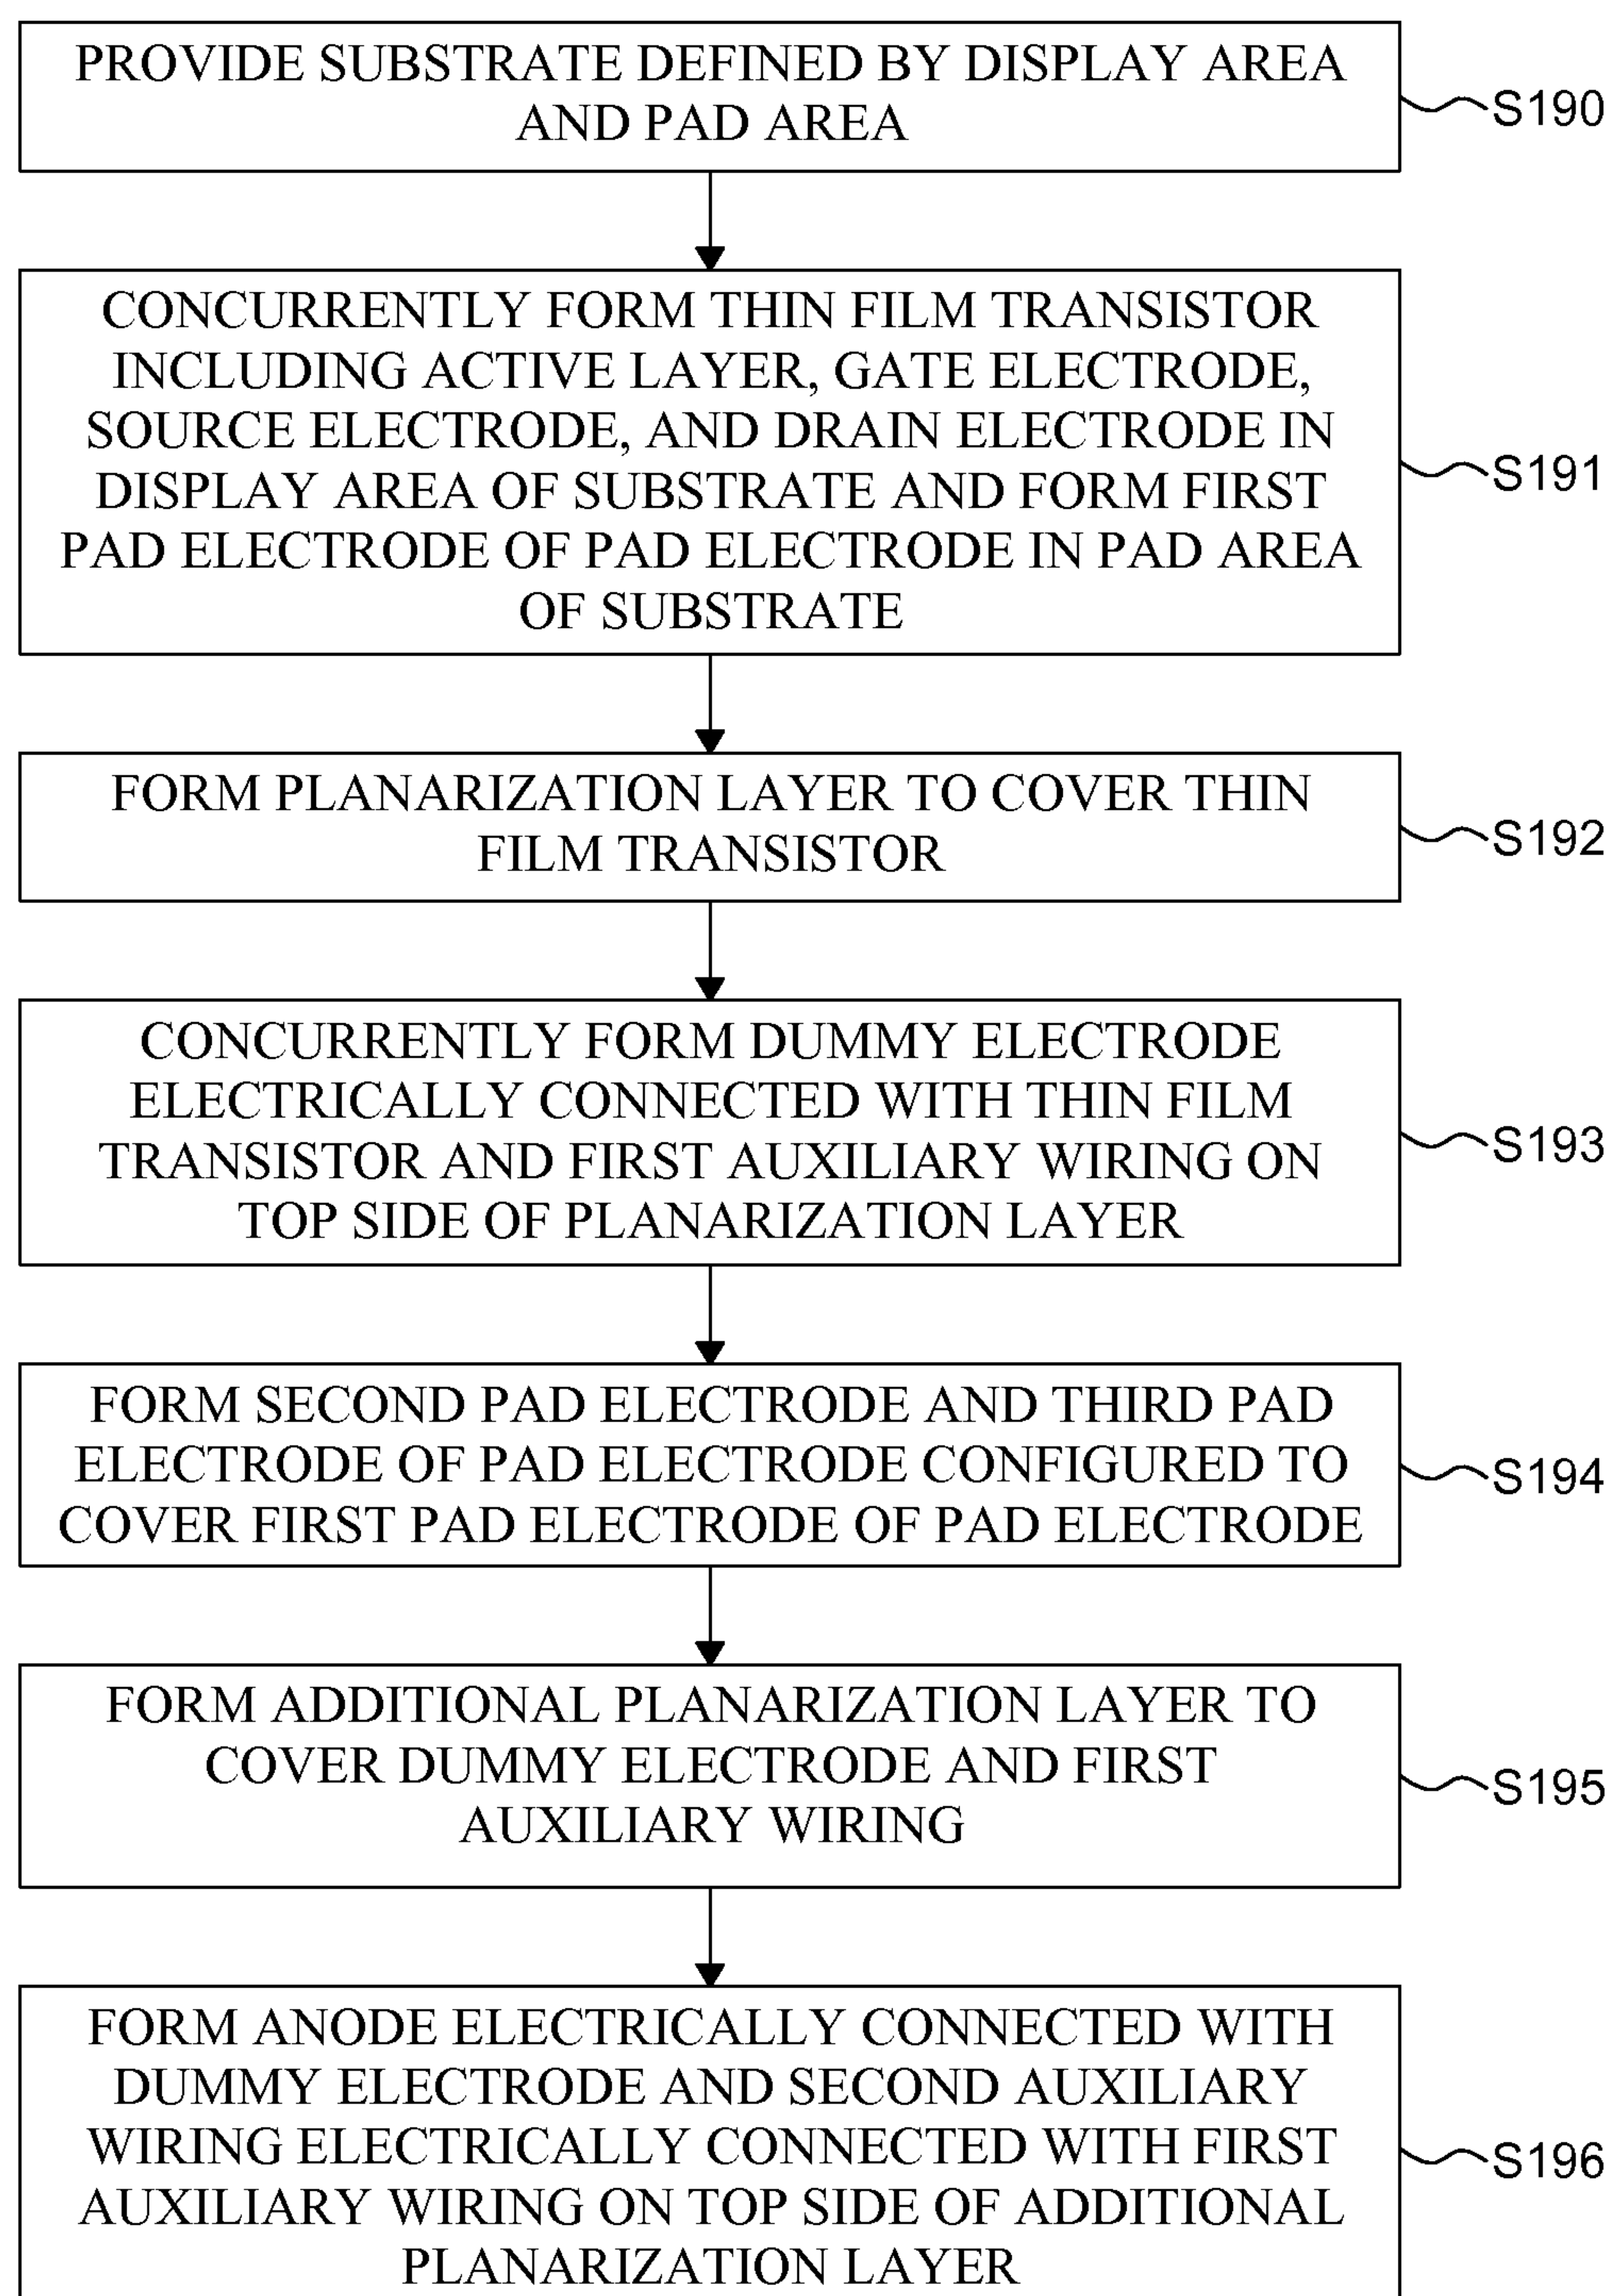 PROVIDE SUBSTRATE DEFINED BY DISPLAY AREA
AND PAD AREA
S190
CONCURRENTLY FORM THIN FILM TRANSISTOR
INCLUDING ACTIVE LAYER, GATE ELECTRODE,
SOURCE ELECTRODE, AND DRAIN ELECTRODE IN
DISPLAY AREA OF SUBSTRATE AND FORM FIRST
PAD ELECTRODE OF PAD ELECTRODE IN PAD AREA
OF SUBSTRATE
S191
FORM PLANARIZATION LAYER TO COVER THIN
FILM TRANSISTOR
S192
CONCURRENTLY FORM DUMMY ELECTRODE
ELECTRICALLY CONNECTED WITH THIN FILM
TRANSISTOR AND FIRST AUXILIARY WIRING ON
TOP SIDE OF PLANARIZATION LAYER
S193
FORM SECOND PAD ELECTRODE AND THIRD PAD
ELECTRODE OF PAD ELECTRODE CONFIGURED TO
COVER FIRST PAD ELECTRODE OF PAD ELECTRODE
S194
FORM ADDITIONAL PLANARIZATION LAYER TO
COVER DUMMY ELECTRODE AND FIRST
AUXILIARY WIRING
S195
FORM ANODE ELECTRICALLY CONNECTED WITH
DUMMY ELECTRODE AND SECOND AUXILIARY
WIRING ELECTRICALLY CONNECTED WITH FIRST
AUXILIARY WIRING ON TOP SIDE OF ADDITIONAL
PLANARIZATION LAYER
S196